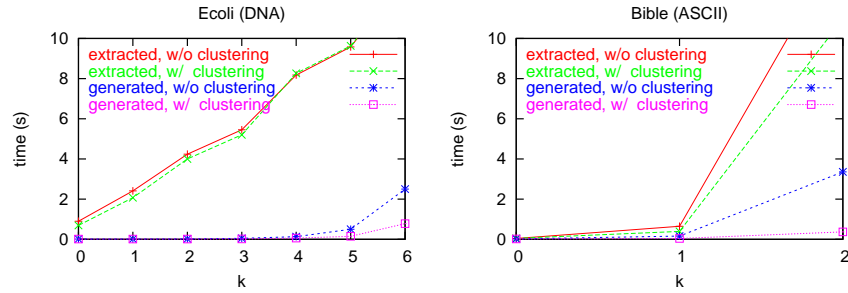 Ecoli (DNA)
10
8
6
4
2
0
time (s)
extracted, w/o clustering
extracted, w/ clustering
generated, w/o clustering
generated, w/ clustering
0 1 2 3 4 5 6
k
Bible (ASCII)
10
8
6
4
2
0
time (s)
extracted, w/o clustering
extracted, w/ clustering
generated, w/o clustering
generated, w/ clustering
0 1 2
k